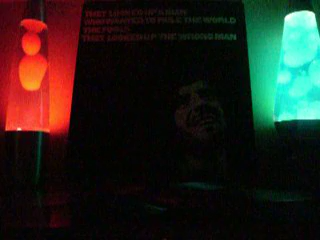 THEY LOCKED UP A MAN
WHO WANTED TO RULE THE WORLD
THE FOOLS
THEY LOCKED UP THE WRONG MAN